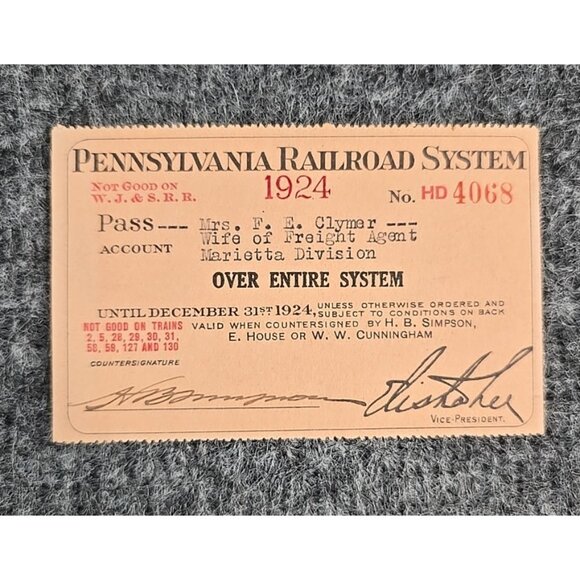 PENNSYLVANIA RAILROAD SYSTEM
NOT GOOD ON
W. J. & S. R. R.
1924
No. HD 4068
Pass --- Mrs. F. E. Clymer ---
ACCOUNT Wife of Freight Agent
Marietta Division
OVER ENTIRE SYSTEM
UNTIL DECEMBER 31ST 1924, UNLESS OTHERWISE ORDERED AND
SUBJECT TO CONDITIONS ON BACK
NOT GOOD ON TRAINS
2, 5, 28, 29, 30, 31,
58, 59, 127 AND 130
VALID WHEN COUNTERSIGNED BY H. B. SIMPSON,
E. HOUSE OR W. W. CUNNINGHAM
COUNTERSIGNATURE
H B Simpson
VICE-PRESIDENT.